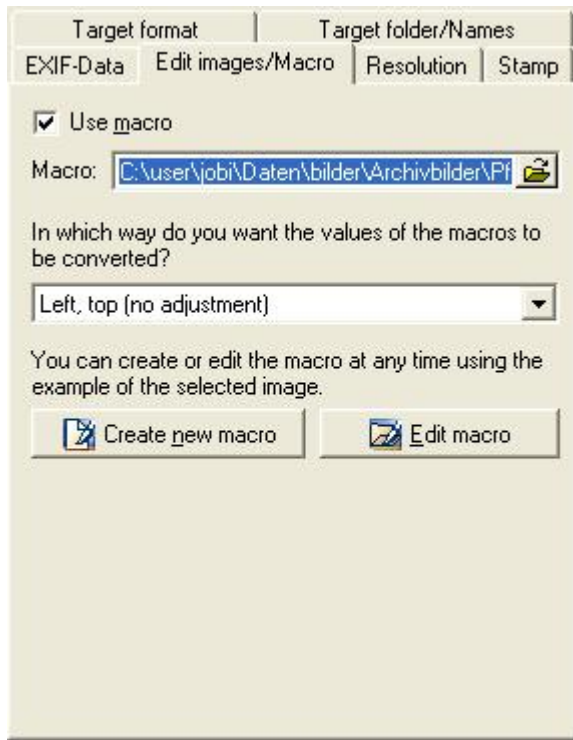 Target format
Target folder/Names
EXIF-Data
Edit images/Macro
Resolution
Stamp
Use macro
Macro: C:\user\jobi\Daten\bilder\Archivbilder\Pf
In which way do you want the values of the macros to
be converted?
Left, top (no adjustment)
You can create or edit the macro at any time using the
example of the selected image.
Create new macro
Edit macro